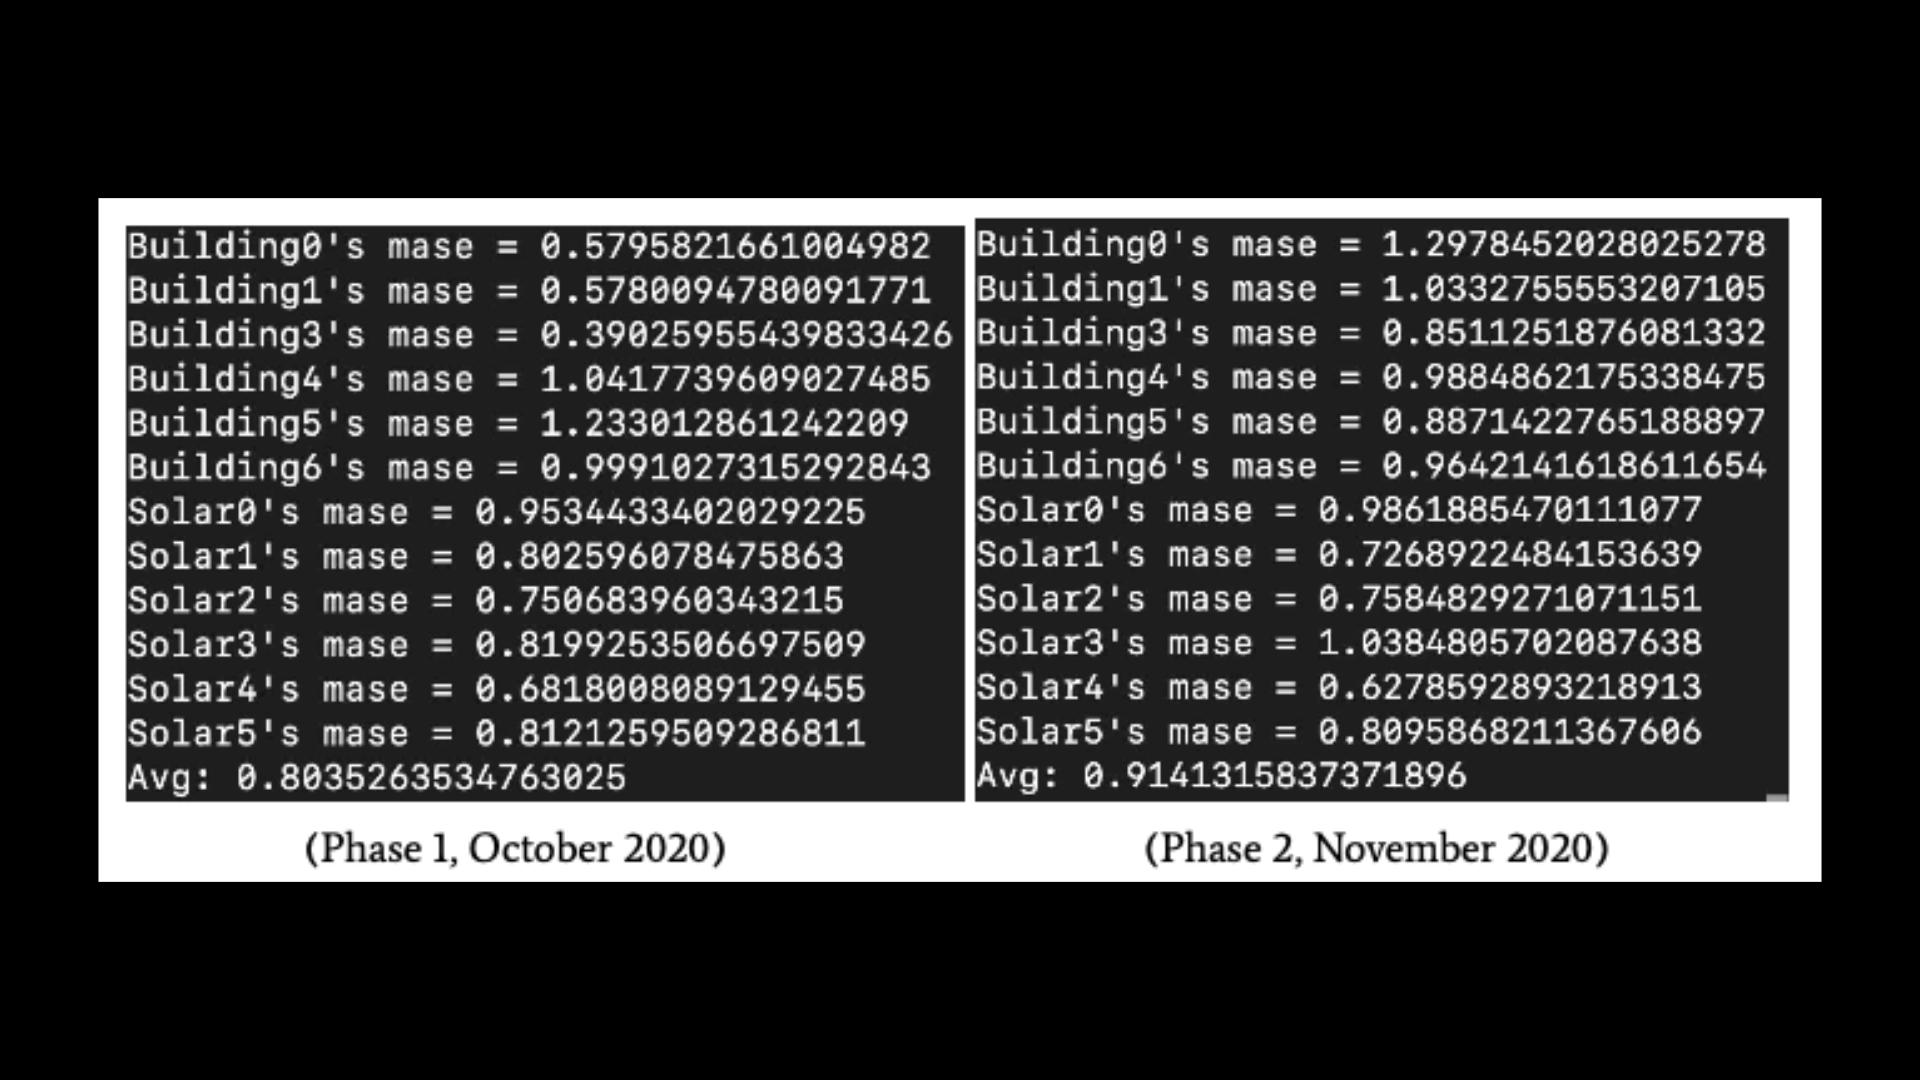 Building0's mase = 0.5795821661004982
Building1's mase = 0.5780094780091771
Building3's mase = 0.39025955439833426
Building4's mase = 1.0417739609027485
Building5's mase = 1.233012861242209
Building6's mase = 0.9991027315292843
Solar0's mase = 0.9534433402029225
Solar1's mase = 0.802596078475863
Solar2's mase = 0.750683960343215
Solar3's mase = 0.8199253506697509
Solar4's mase = 0.6818008089129455
Solar5's mase = 0.8121259509286811
Avg: 0.8035263534763025
(Phase 1, October 2020)
Building0's mase = 1.2978452028025278
Building1's mase = 1.0332755553207105
Building3's mase = 0.8511251876081332
Building4's mase = 0.9884862175338475
Building5's mase = 0.8871422765188897
Building6's mase = 0.9642141618611654
Solar0's mase = 0.9861885470111077
Solar1's mase = 0.7268922484153639
Solar2's mase = 0.7584829271071151
Solar3's mase = 1.0384805702087638
Solar4's mase = 0.6278592893218913
Solar5's mase = 0.8095868211367606
Avg: 0.9141315837371896
(Phase 2, November 2020)